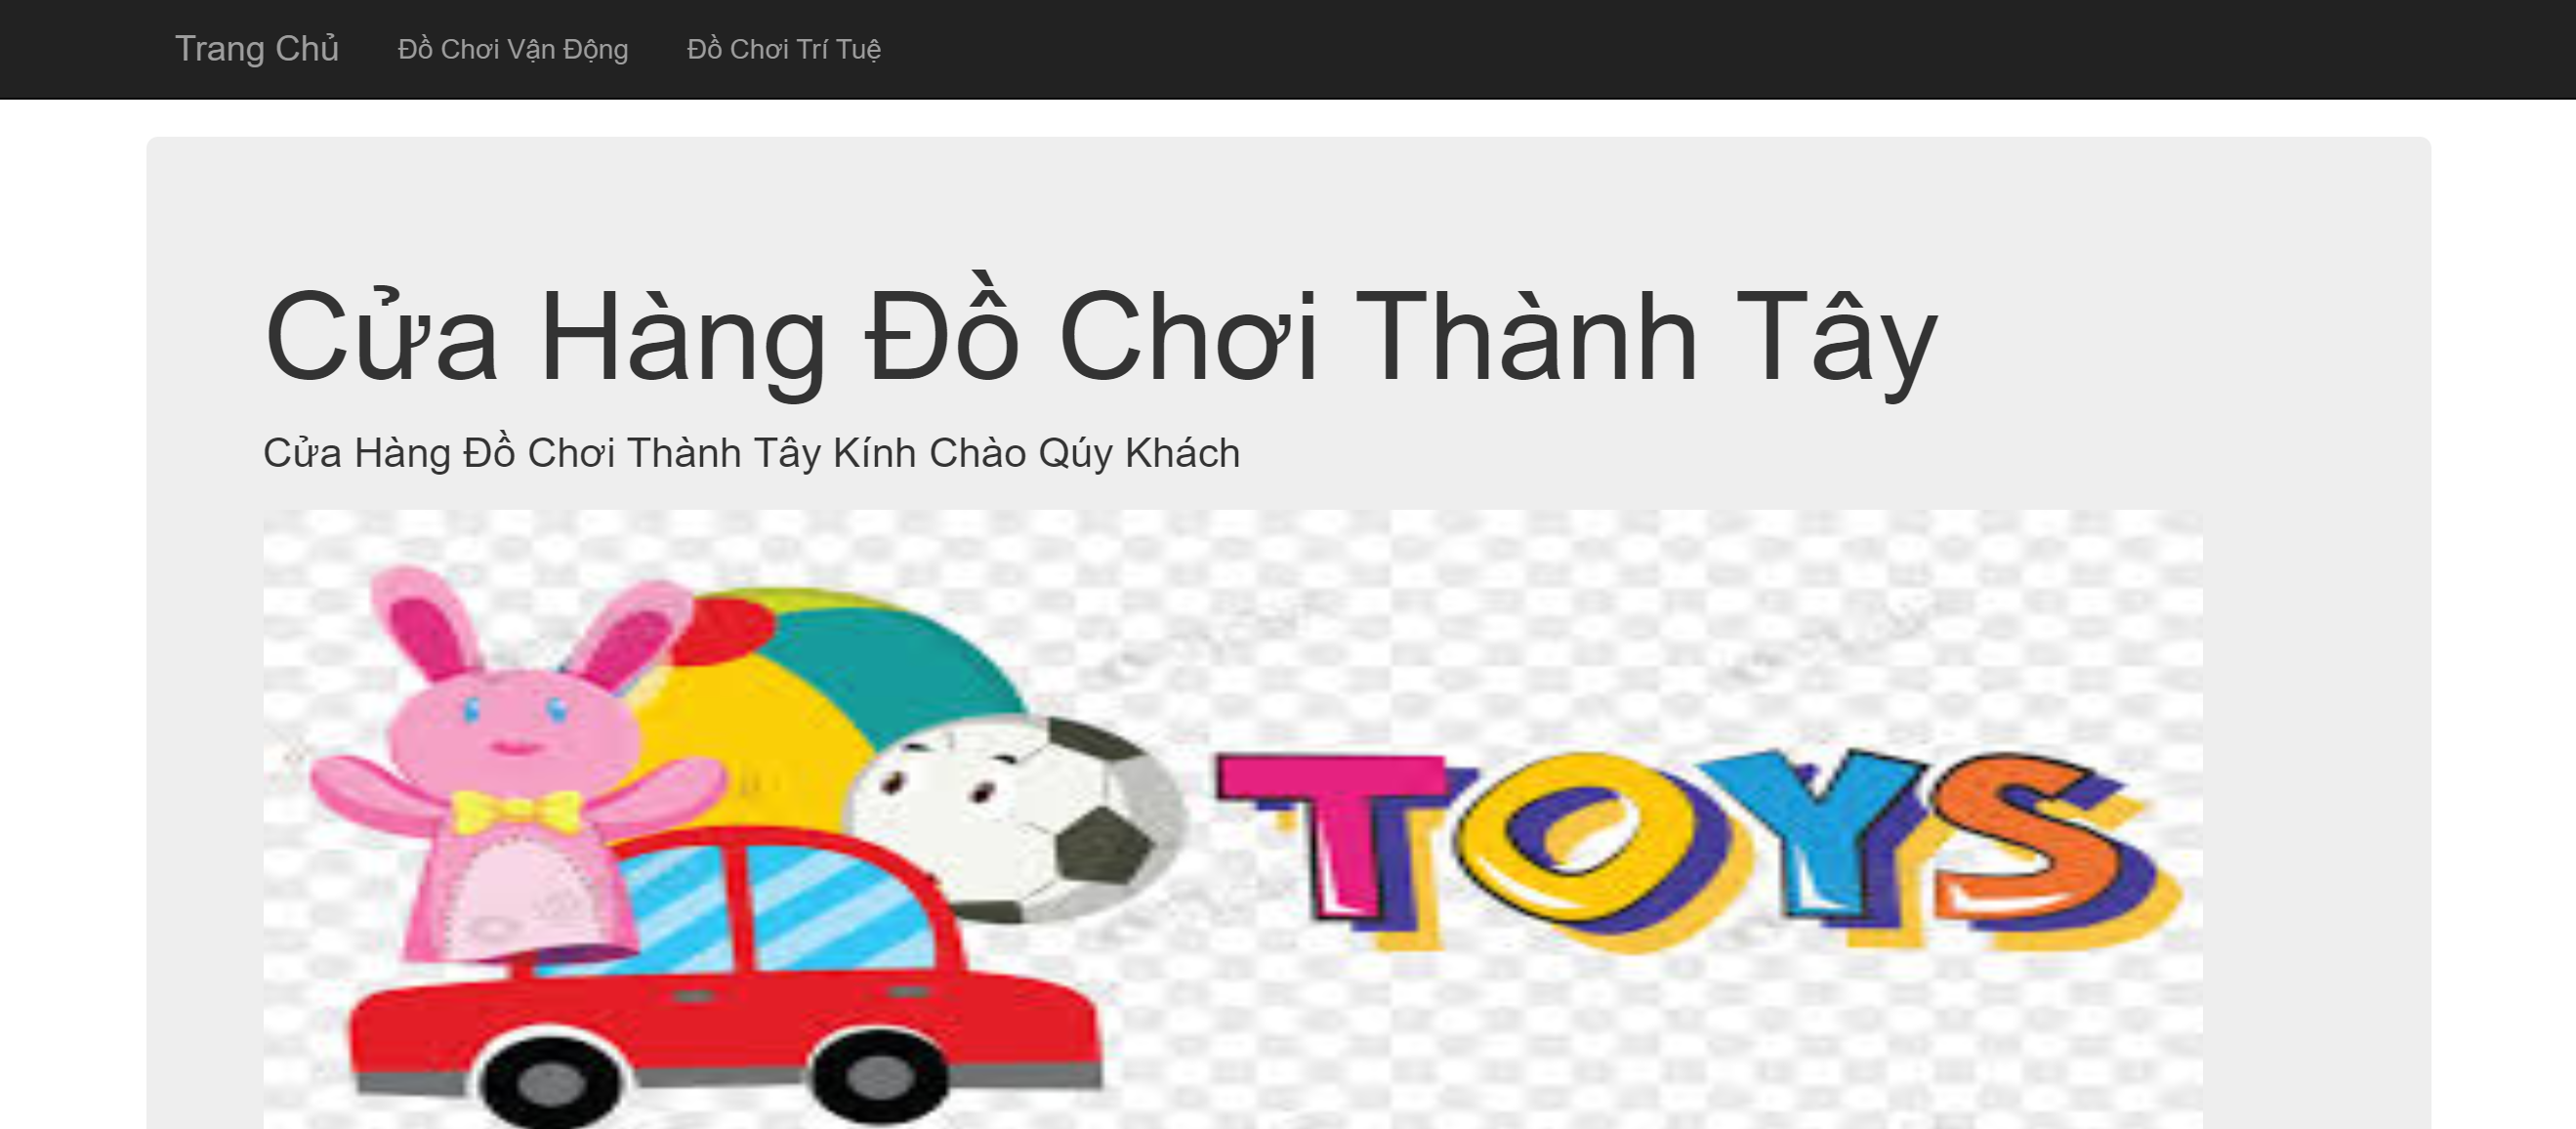 Trang Chủ Đồ Chơi Vận Động Đồ Chơi Trí Tuệ
Cửa Hàng Đồ Chơi Thành Tây
Cửa Hàng Đồ Chơi Thành Tây Kính Chào Qúy Khách
TOYS